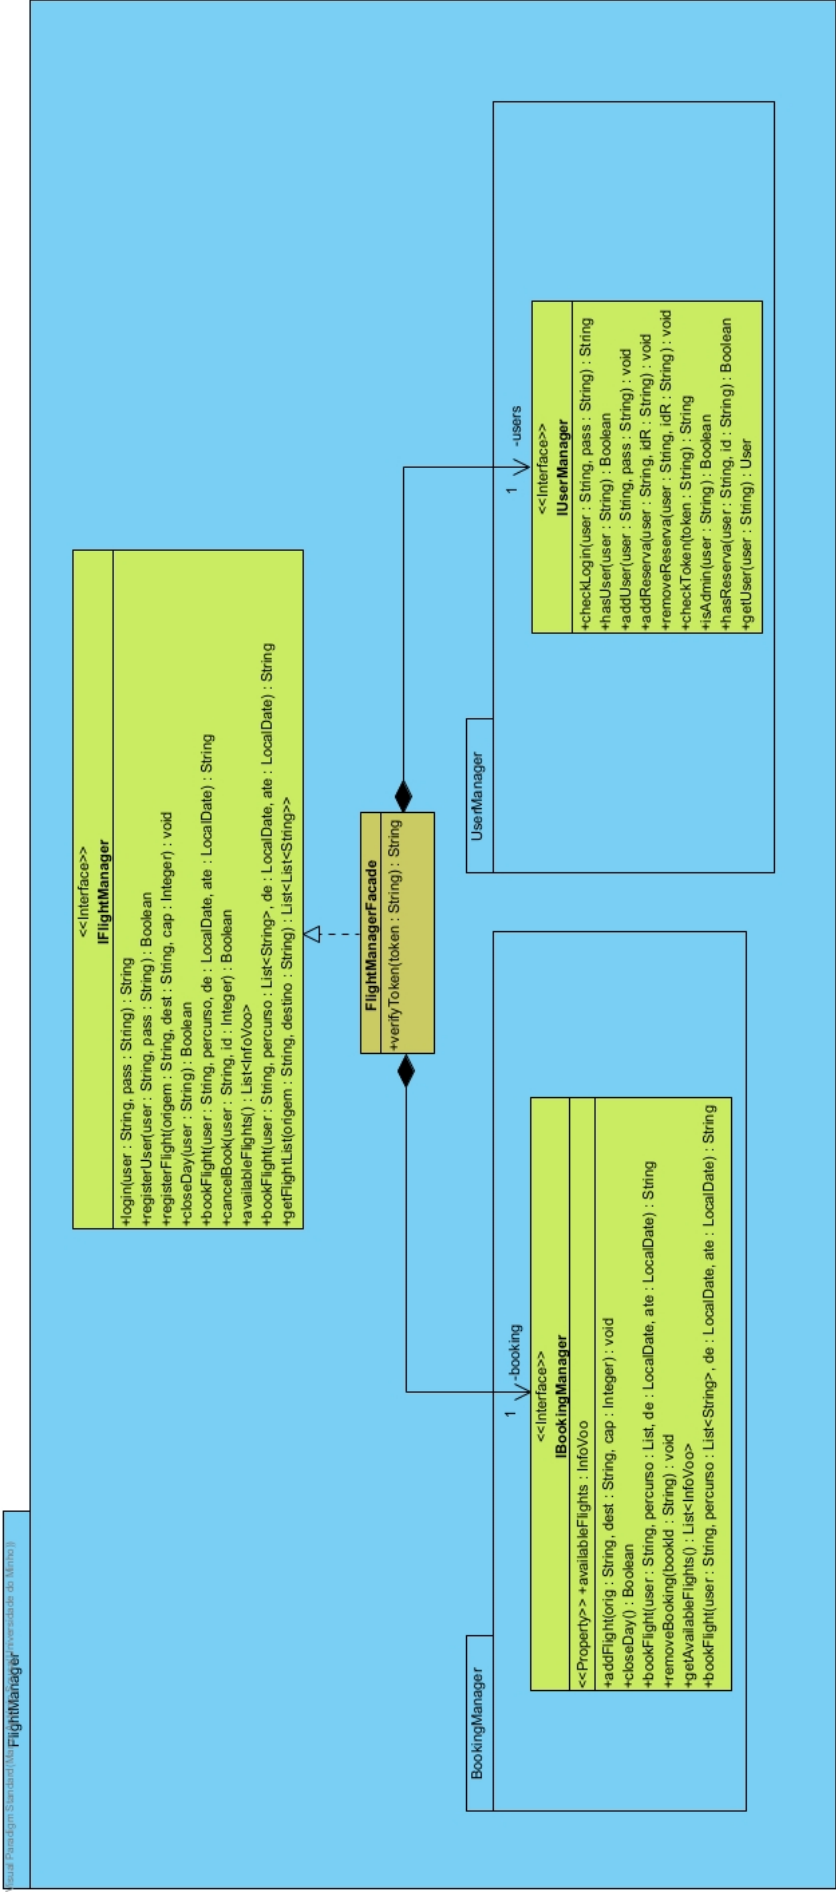 Visual Paradigm Standard(Ma
Universidade do Minho))
FlightManager
<<Interface>>
IFlightManager
+login(user : String, pass : String) : String
+registerUser(user : String, pass : String) : Boolean
+registerFlight(origem : String, dest : String, cap : Integer) : void
+closeDay(user : String) : Boolean
+bookFlight(user : String, percurso, de : LocalDate, ate : LocalDate) : String
+cancelBook(user : String, id : Integer) : Boolean
+availableFlights() : List<InfoVoo>
+bookFlight(user : String, percurso : List<String>, de : LocalDate, ate : LocalDate) : String
+getFlightList(origem : String, destino : String) : List<List<String>>
FlightManagerFacade
+verifyToken(token : String) : String
1
-booking
1
-users
BookingManager
<<Interface>>
IBookingManager
<<Property>> +availableFlights : InfoVoo
+addFlight(orig : String, dest : String, cap : Integer) : void
+closeDay() : Boolean
+bookFlight(user : String, percurso : List, de : LocalDate, ate : LocalDate) : String
+removeBooking(bookId : String) : void
+getAvailableFlights() : List<InfoVoo>
+bookFlight(user : String, percurso : List<String>, de : LocalDate, ate : LocalDate) : String
UserManager
<<Interface>>
IUserManager
+checkLogin(user : String, pass : String) : String
+hasUser(user : String) : Boolean
+addUser(user : String, pass : String) : void
+addReserva(user : String, idR : String) : void
+removeReserva(user : String, idR : String) : void
+checkToken(token : String) : String
+isAdmin(user : String) : Boolean
+hasReserva(user : String, id : String) : Boolean
+getUser(user : String) : User